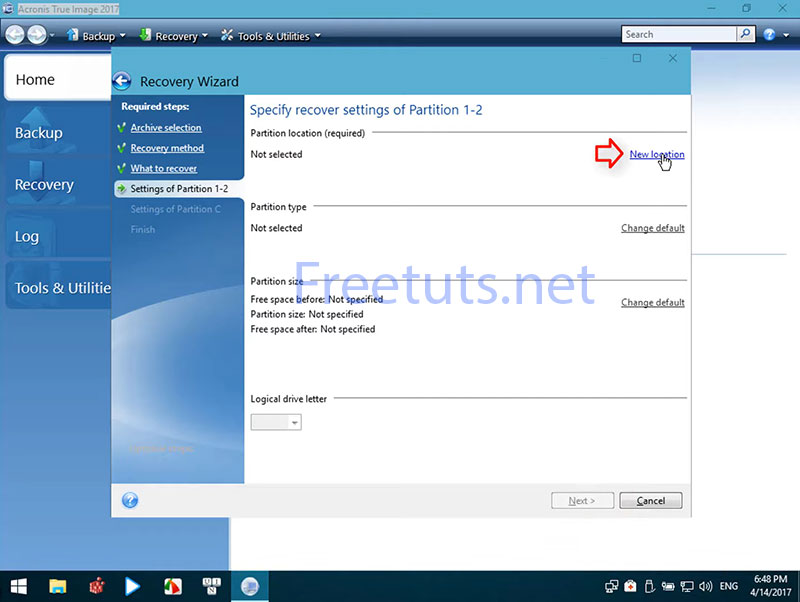 Acronis True Image 2017
Backup
Recovery
Tools & Utilities
Search
Home
Backup
Recovery
Log
Tools & Utilitie
Recovery Wizard
Required steps:
Archive selection
Recovery method
What to recover
Settings of Partition 1-2
Settings of Partition C
Finish
Specify recover settings of Partition 1-2
Partition location (required)
Not selected
New location
Partition type
Not selected
Change default
Partition size
Free space before: Not specified
Partition size: Not specified
Free space after: Not specified
Change default
Freetuts.net
Logical drive letter
Next >
Cancel
ENG
6:48 PM
4/14/2017